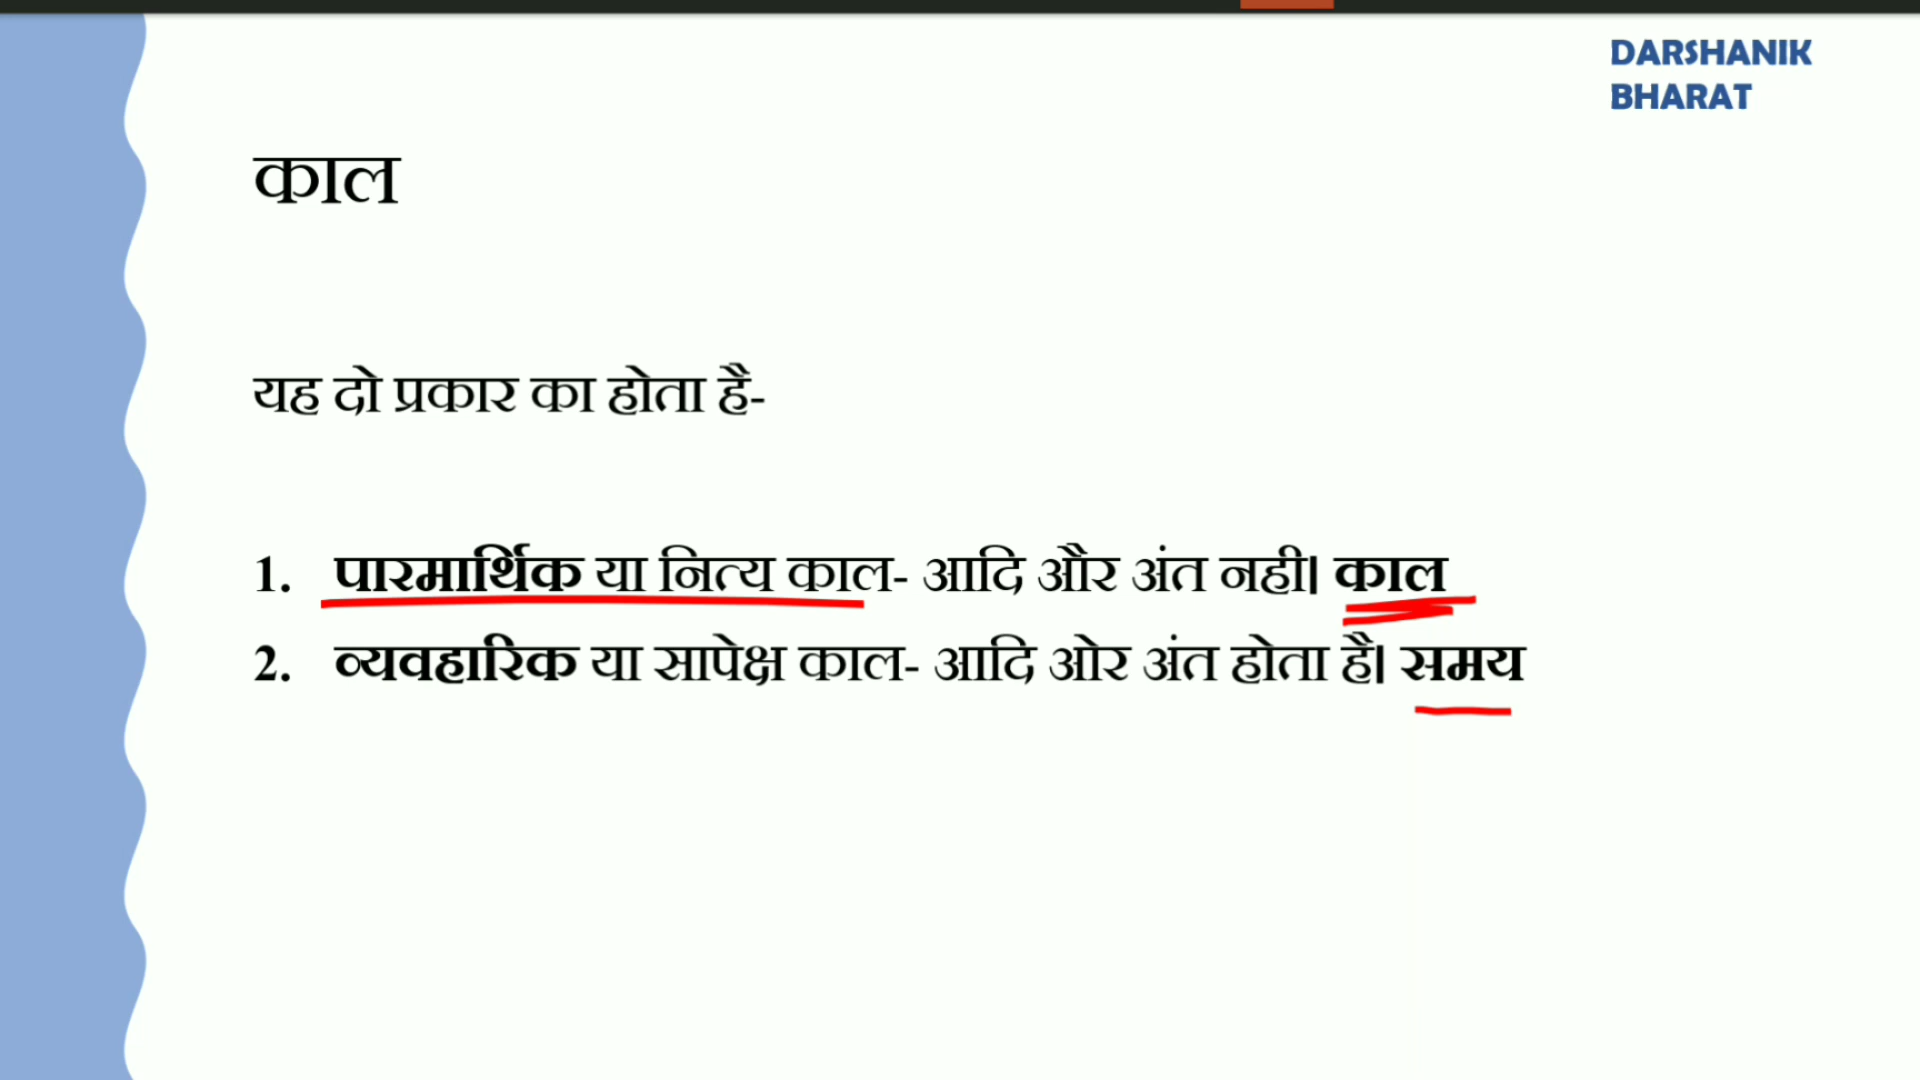 DARSHANIK
BHARAT
काल
यह दो प्रकार का होता है-
1. पारमार्थिक या नित्य काल- आदि और अंत नही। काल
2. व्यवहारिक या सापेक्ष काल- आदि ओर अंत होता है। समय